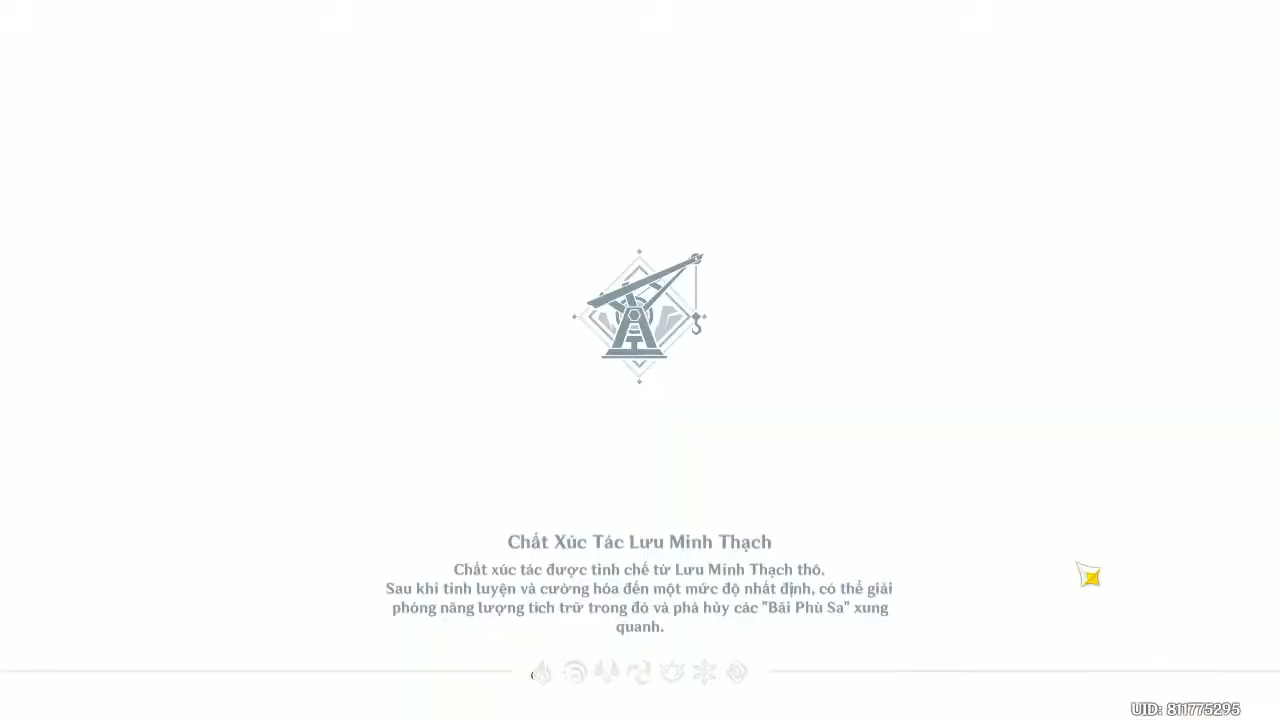 Chất Xúc Tác Lưu Minh Thạch
Chất xúc tác được tinh chế từ Lưu Minh Thạch thô.
Sau khi tinh luyện và cường hóa đến một mức độ nhất định, có thể giải
phóng năng lượng tích trữ trong đó và phá hủy các "Bãi Phù Sa" xung
quanh.
UID: 811775295